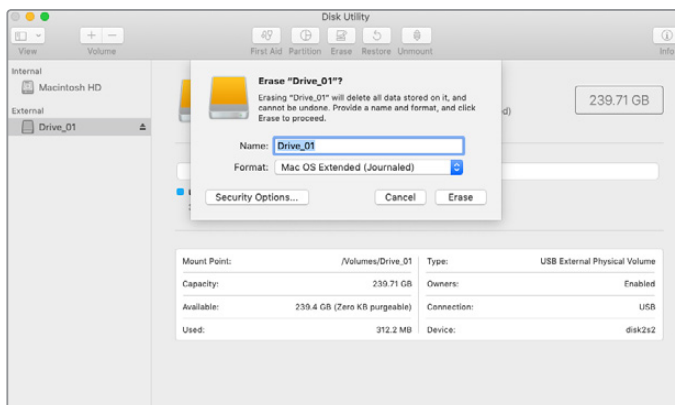 Disk Utility
View
Volume
First Aid Partition Erase Restore Unmount
Info
Internal
Macintosh HD
External
Drive_01
Erase “Drive_01”?
Erasing “Drive_01” will delete all data stored on it, and
cannot be undone. Provide a name and format, and click
Erase to proceed.
Name: Drive_01
Format: Mac OS Extended (Journaled)
Security Options... Cancel Erase
239.71 GB
Mount Point: /Volumes/Drive_01 Type: USB External Physical Volume
Capacity: 239.71 GB Owners: Enabled
Available: 239.4 GB (Zero KB purgeable) Connection: USB
Used: 312.2 MB Device: disk2s2